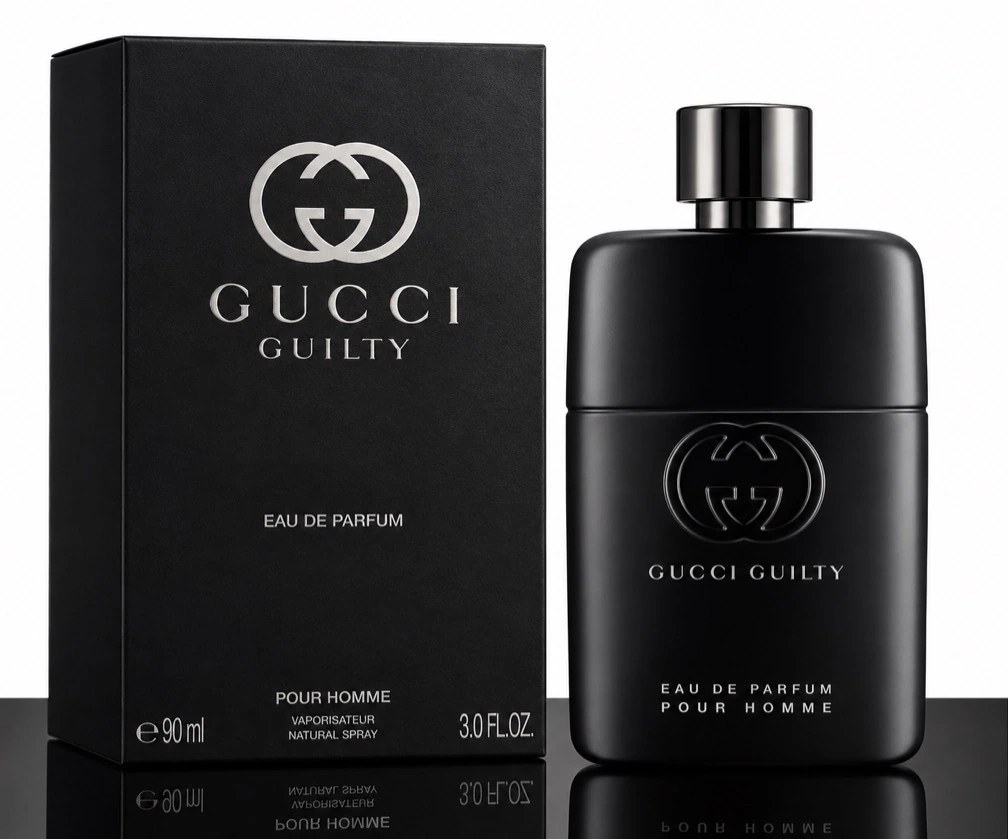 GUCCI
GUILTY
EAU DE PARFUM
POUR HOMME
VAPORISATEUR
NATURAL SPRAY
℮ 90 ml
3.0 FL.OZ.
GUCCI GUILTY
EAU DE PARFUM
POUR HOMME